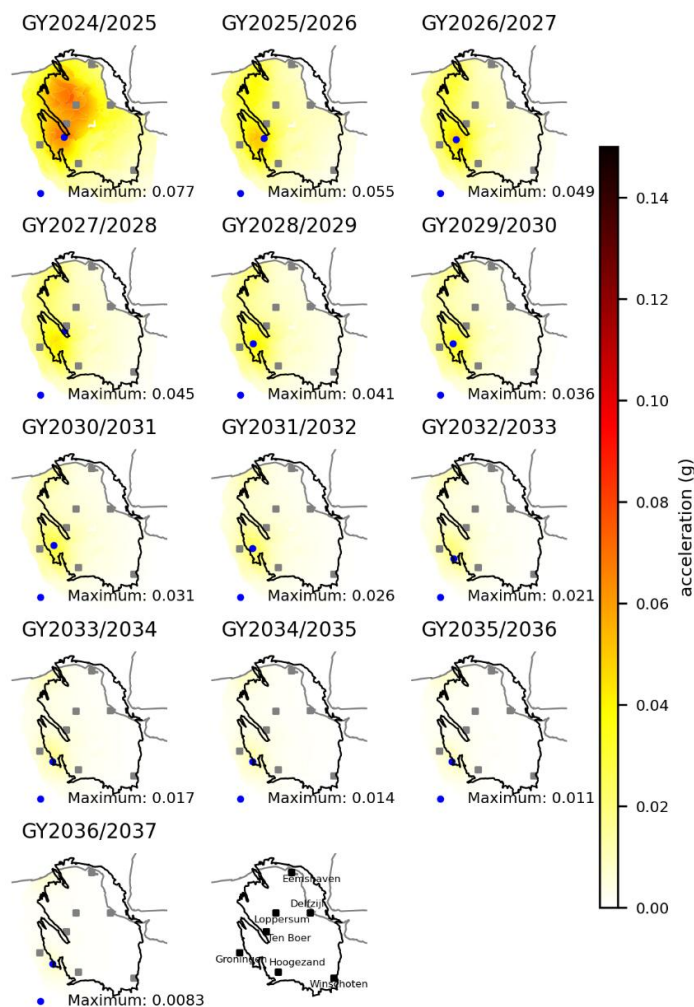 GY2024/2025
GY2025/2026
GY2026/2027
Maximum: 0.077
Maximum: 0.055
Maximum: 0.049
GY2027/2028
GY2028/2029
GY2029/2030
Maximum: 0.045
Maximum: 0.041
Maximum: 0.036
GY2030/2031
GY2031/2032
GY2032/2033
Maximum: 0.031
Maximum: 0.026
Maximum: 0.021
GY2033/2034
GY2034/2035
GY2035/2036
Maximum: 0.017
Maximum: 0.014
Maximum: 0.011
GY2036/2037
Maximum: 0.0083
Eemshaven
Delfzijl
Loppersum
Ten Boer
Groningen
Hoogezand
Winschoten
0.14
0.12
0.10
0.08
0.06
0.04
0.02
0.00
acceleration (g)